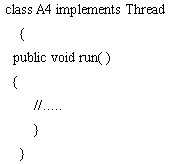 class A4 implements Thread
{
public void run( )
{
//.....
}
}